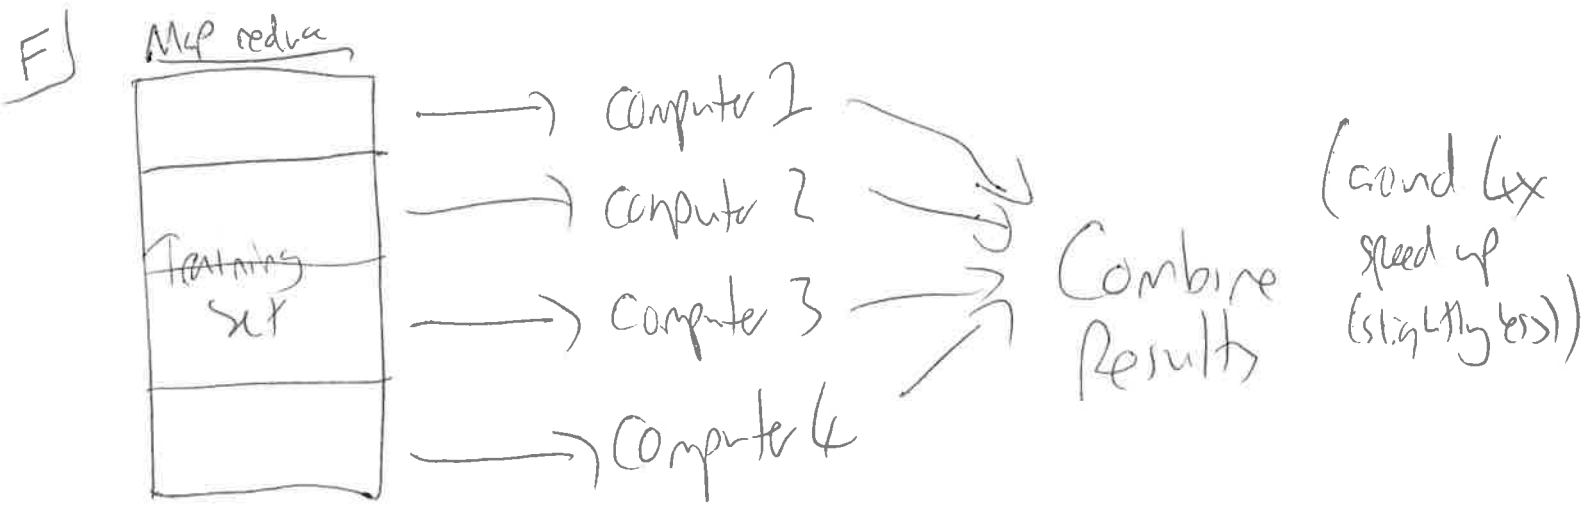 F)
Map reduce
Training
Set
Computer 1
Computer 2
Computer 3
Computer 4
Combine
Results
(around 4x
speed up
(slightly less))